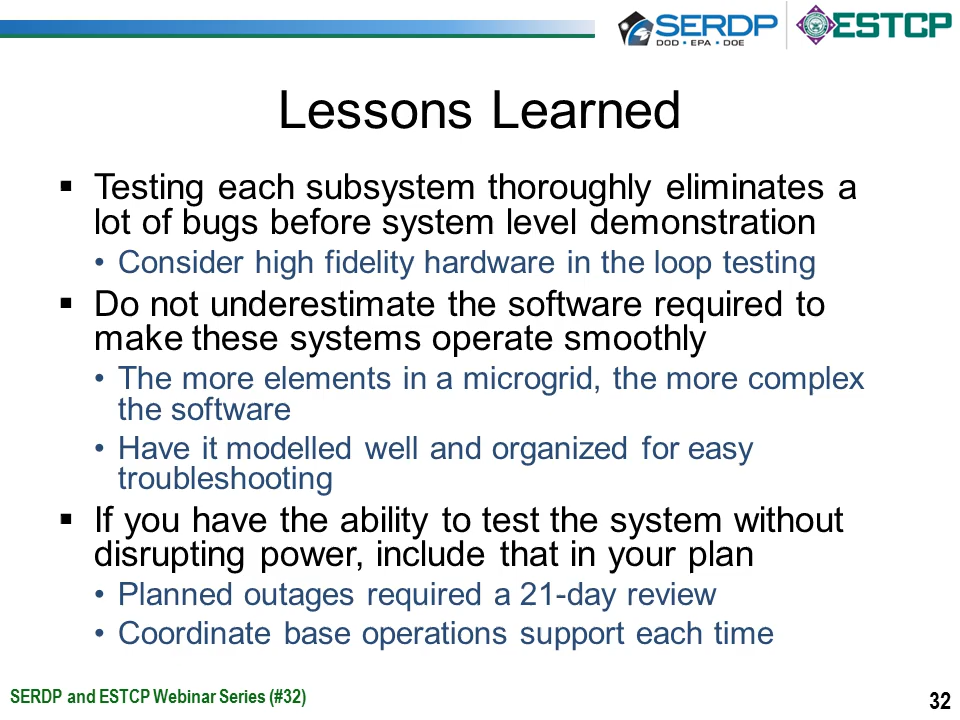 SERDP
DOD • EPA • DOE
ESTCP
Lessons Learned
▪ Testing each subsystem thoroughly eliminates a
lot of bugs before system level demonstration
• Consider high fidelity hardware in the loop testing
▪ Do not underestimate the software required to
make these systems operate smoothly
• The more elements in a microgrid, the more complex
the software
• Have it modelled well and organized for easy
troubleshooting
▪ If you have the ability to test the system without
disrupting power, include that in your plan
• Planned outages required a 21-day review
• Coordinate base operations support each time
SERDP and ESTCP Webinar Series (#32)
32